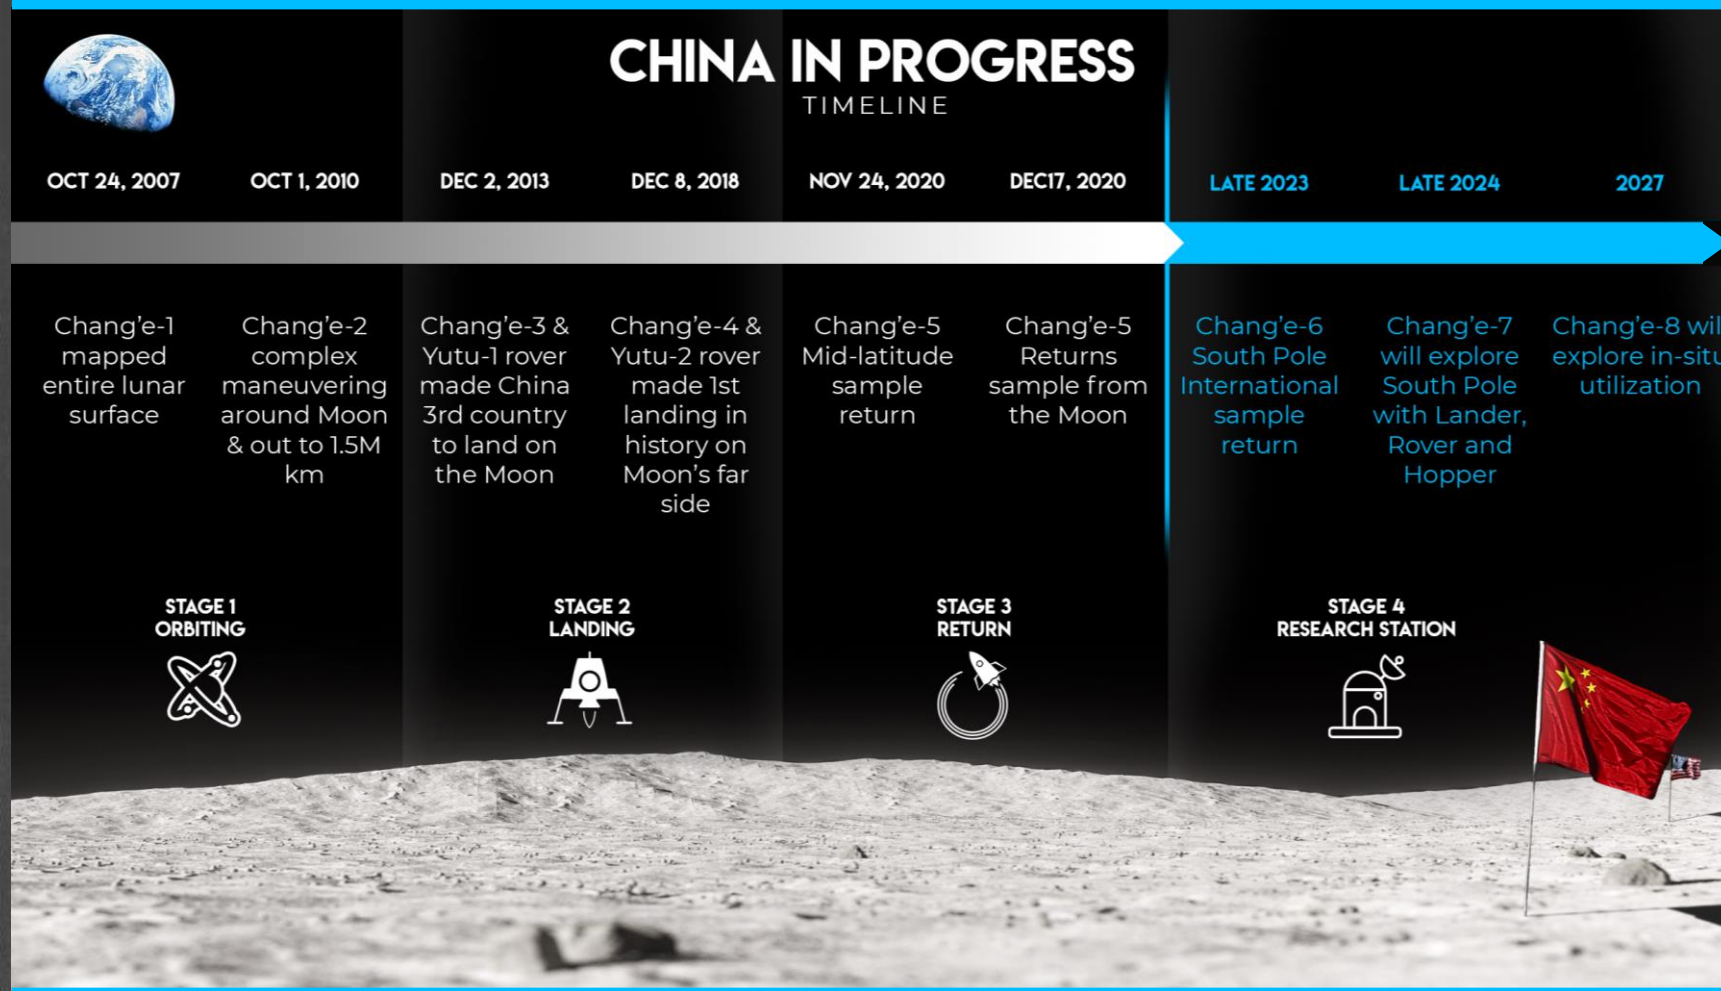 CHINA IN PROGRESS
TIMELINE
OCT 24, 2007
OCT 1, 2010
DEC 2, 2013
DEC 8, 2018
NOV 24, 2020
DEC17, 2020
LATE 2023
LATE 2024
2027
Chang'e-1
mapped
entire lunar
surface
Chang'e-2
complex
maneuvering
around Moon
& out to 1.5M
km
Chang'e-3 &
Yutu-1 rover
made China
3rd country
to land on
the Moon
Chang'e-4 &
Yutu-2 rover
made 1st
landing in
history on
Moon's far
side
Chang'e-5
Mid-latitude
sample
return
Chang'e-5
Returns
sample from
the Moon
Chang'e-6
South Pole
International
sample
return
Chang'e-7
will explore
South Pole
with Lander,
Rover and
Hopper
Chang'e-8 will
explore in-situ
utilization
STAGE 1
ORBITING
STAGE 2
LANDING
STAGE 3
RETURN
STAGE 4
RESEARCH STATION